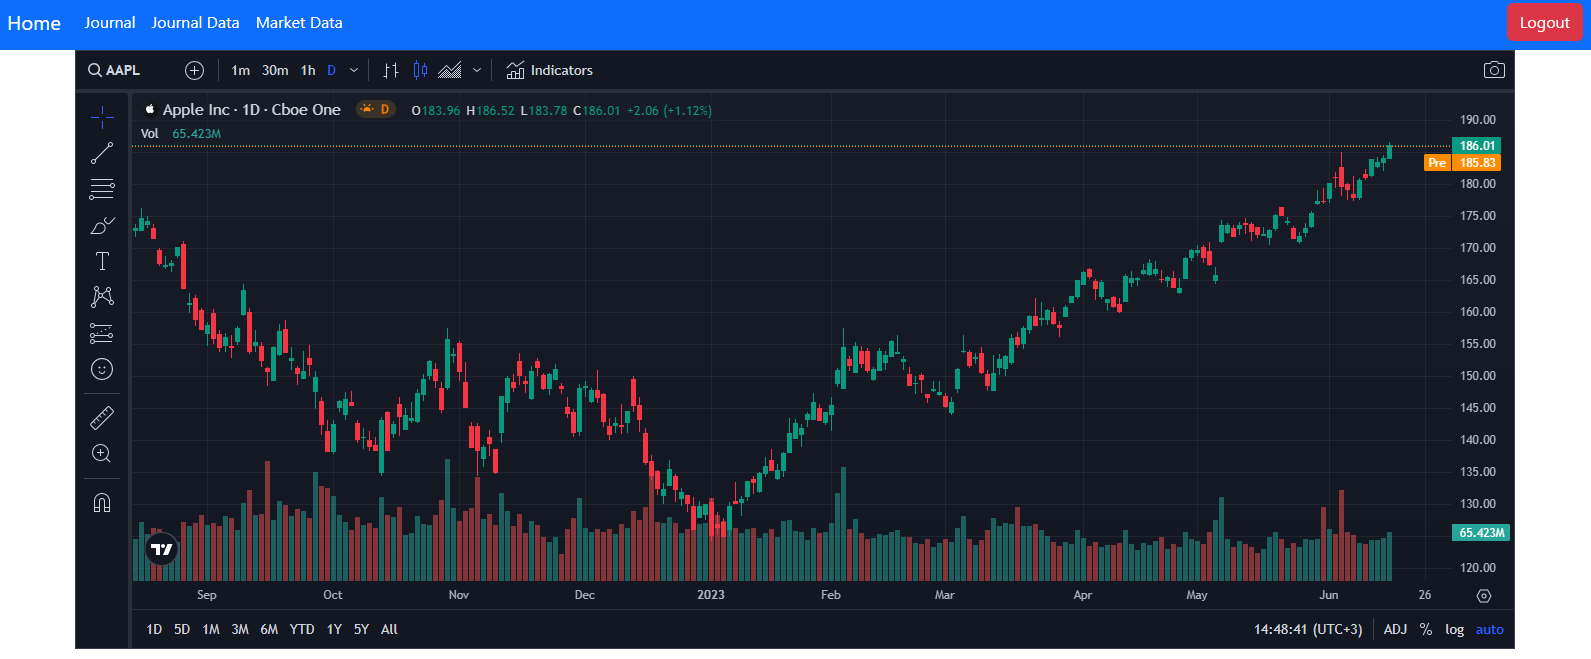 Home Journal Journal Data Market Data Logout
AAPL 1m 30m 1h D Indicators
Apple Inc · 1D · Cboe One D O183.96 H186.52 L183.78 C186.01 +2.06 (+1.12%)
Vol 65.423M
190.00
186.01
Pre 185.83
180.00
175.00
170.00
165.00
160.00
155.00
150.00
145.00
140.00
135.00
130.00
65.423M
120.00
Sep Oct Nov Dec 2023 Feb Mar Apr May Jun 26
1D 5D 1M 3M 6M YTD 1Y 5Y All 14:48:41 (UTC+3) ADJ % log auto